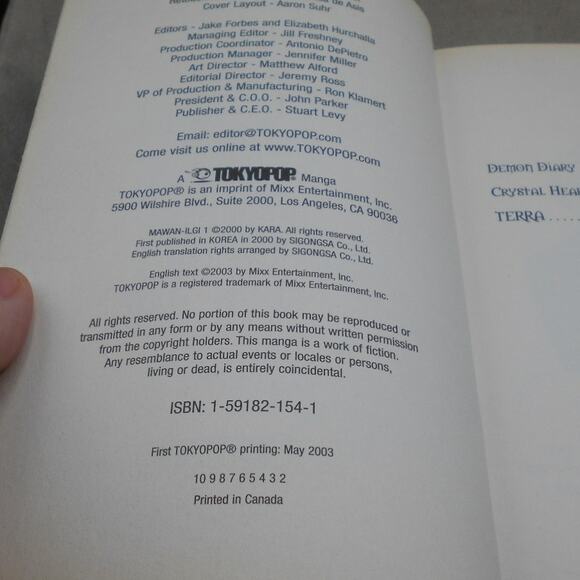 de Asis
Cover Layout - Aaron Suhr
Editors - Jake Forbes and Elizabeth Hurchalla
Managing Editor - Jill Freshney
Production Coordinator - Antonio DePietro
Production Manager - Jennifer Miller
Art Director - Matthew Alford
Editorial Director - Jeremy Ross
VP of Production & Manufacturing - Ron Klamert
President & C.O.O. - John Parker
Publisher & C.E.O. - Stuart Levy
Email: editor@TOKYOPOP.com
Come visit us online at www.TOKYOPOP.com
A TOKYOPOP® Manga
TOKYOPOP® is an imprint of Mixx Entertainment, Inc.
5900 Wilshire Blvd., Suite 2000, Los Angeles, CA 90036
MAWAN-ILGI 1 ©2000 by KARA. All rights reserved.
First published in KOREA in 2000 by SIGONGSA Co., Ltd.
English translation rights arranged by SIGONGSA Co., Ltd.
English text ©2003 by Mixx Entertainment, Inc.
TOKYOPOP is a registered trademark of Mixx Entertainment, Inc.
All rights reserved. No portion of this book may be reproduced or
transmitted in any form or by any means without written permission
from the copyright holders. This manga is a work of fiction.
Any resemblance to actual events or locales or persons,
living or dead, is entirely coincidental.
ISBN: 1-59182-154-1
First TOKYOPOP® printing: May 2003
10 9 8 7 6 5 4 3 2
Printed in Canada
Demon Diary
Crystal Hear
TERRA.....